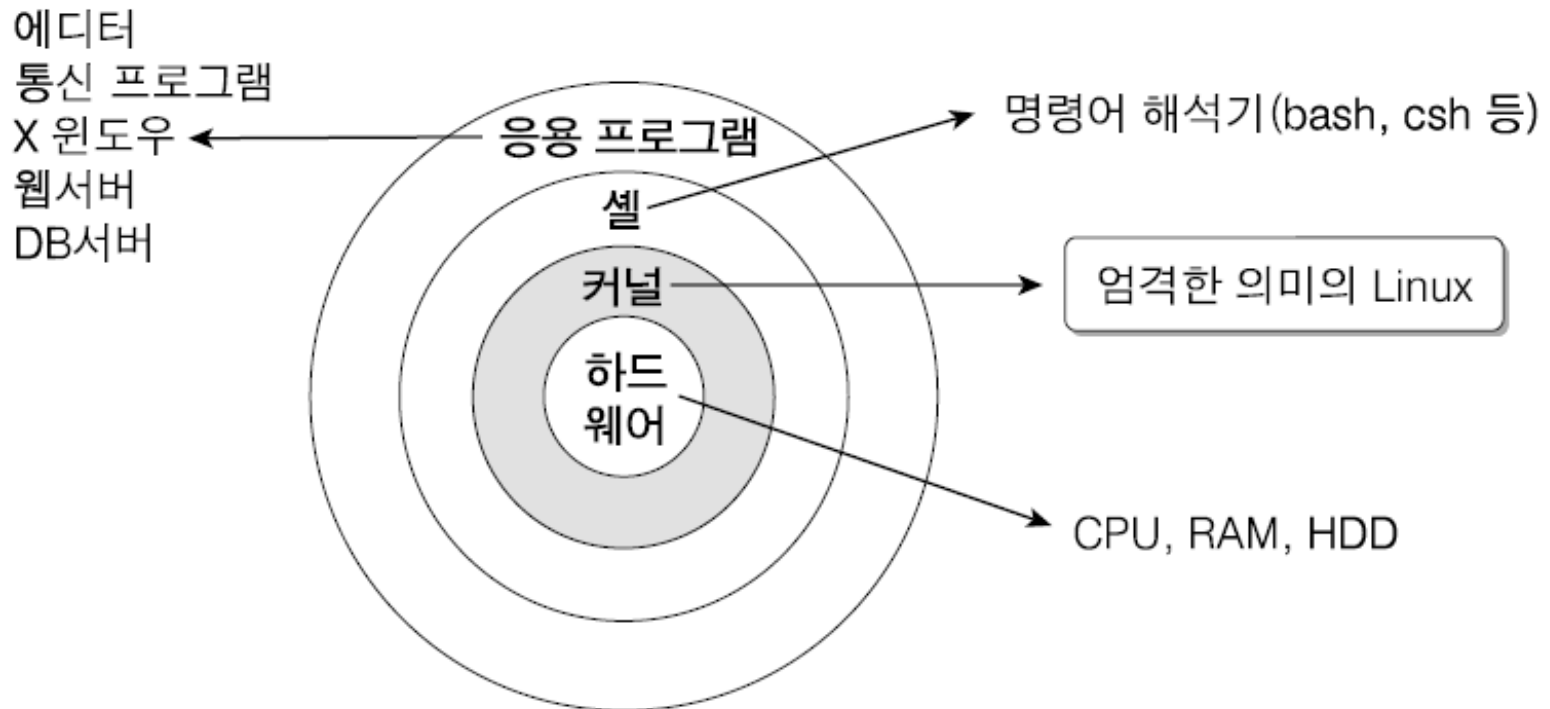 에디터
통신 프로그램
X 윈도우
웹서버
DB서버
응용 프로그램
셸
커널
하드
웨어
명령어 해석기(bash, csh 등)
엄격한 의미의 Linux
CPU, RAM, HDD